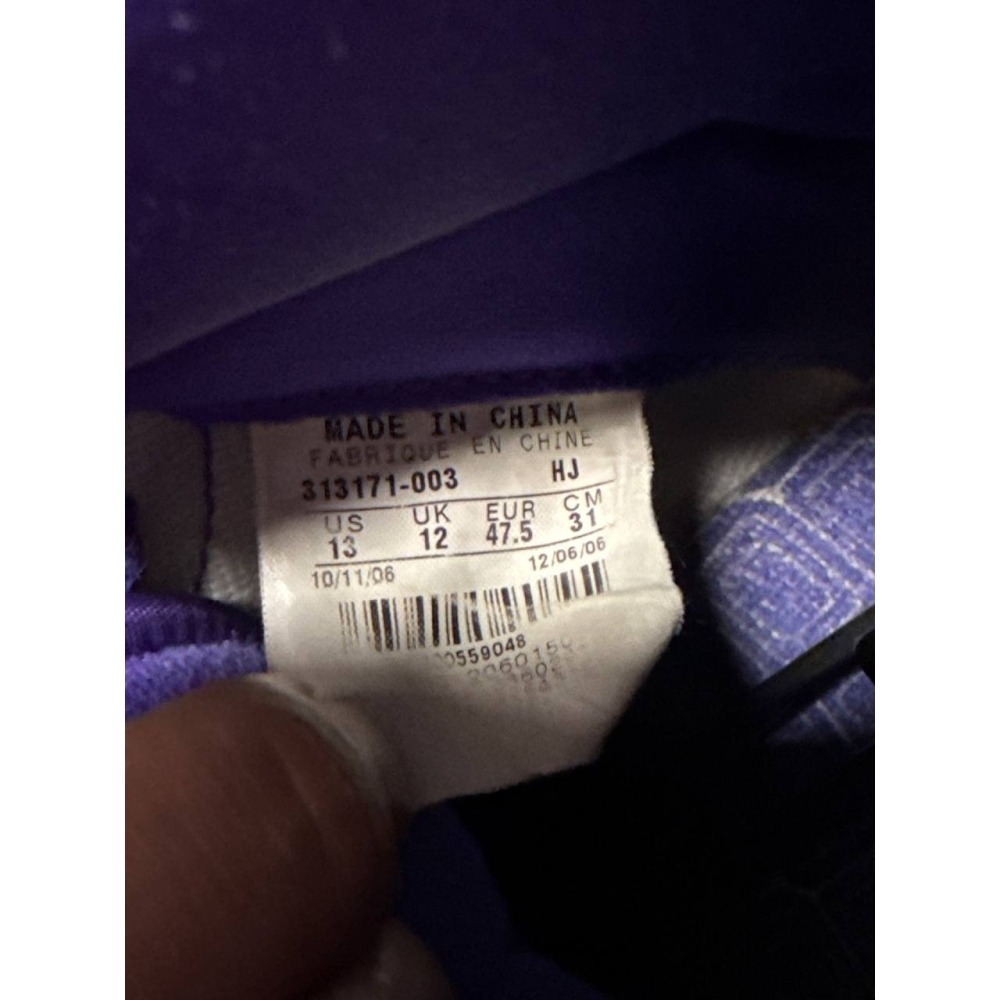 MADE IN CHINA
FABRIQUE EN CHINE
313171-003 HJ
US UK EUR CM
13 12 47.5 31
10/11/06 12/06/06
0559048